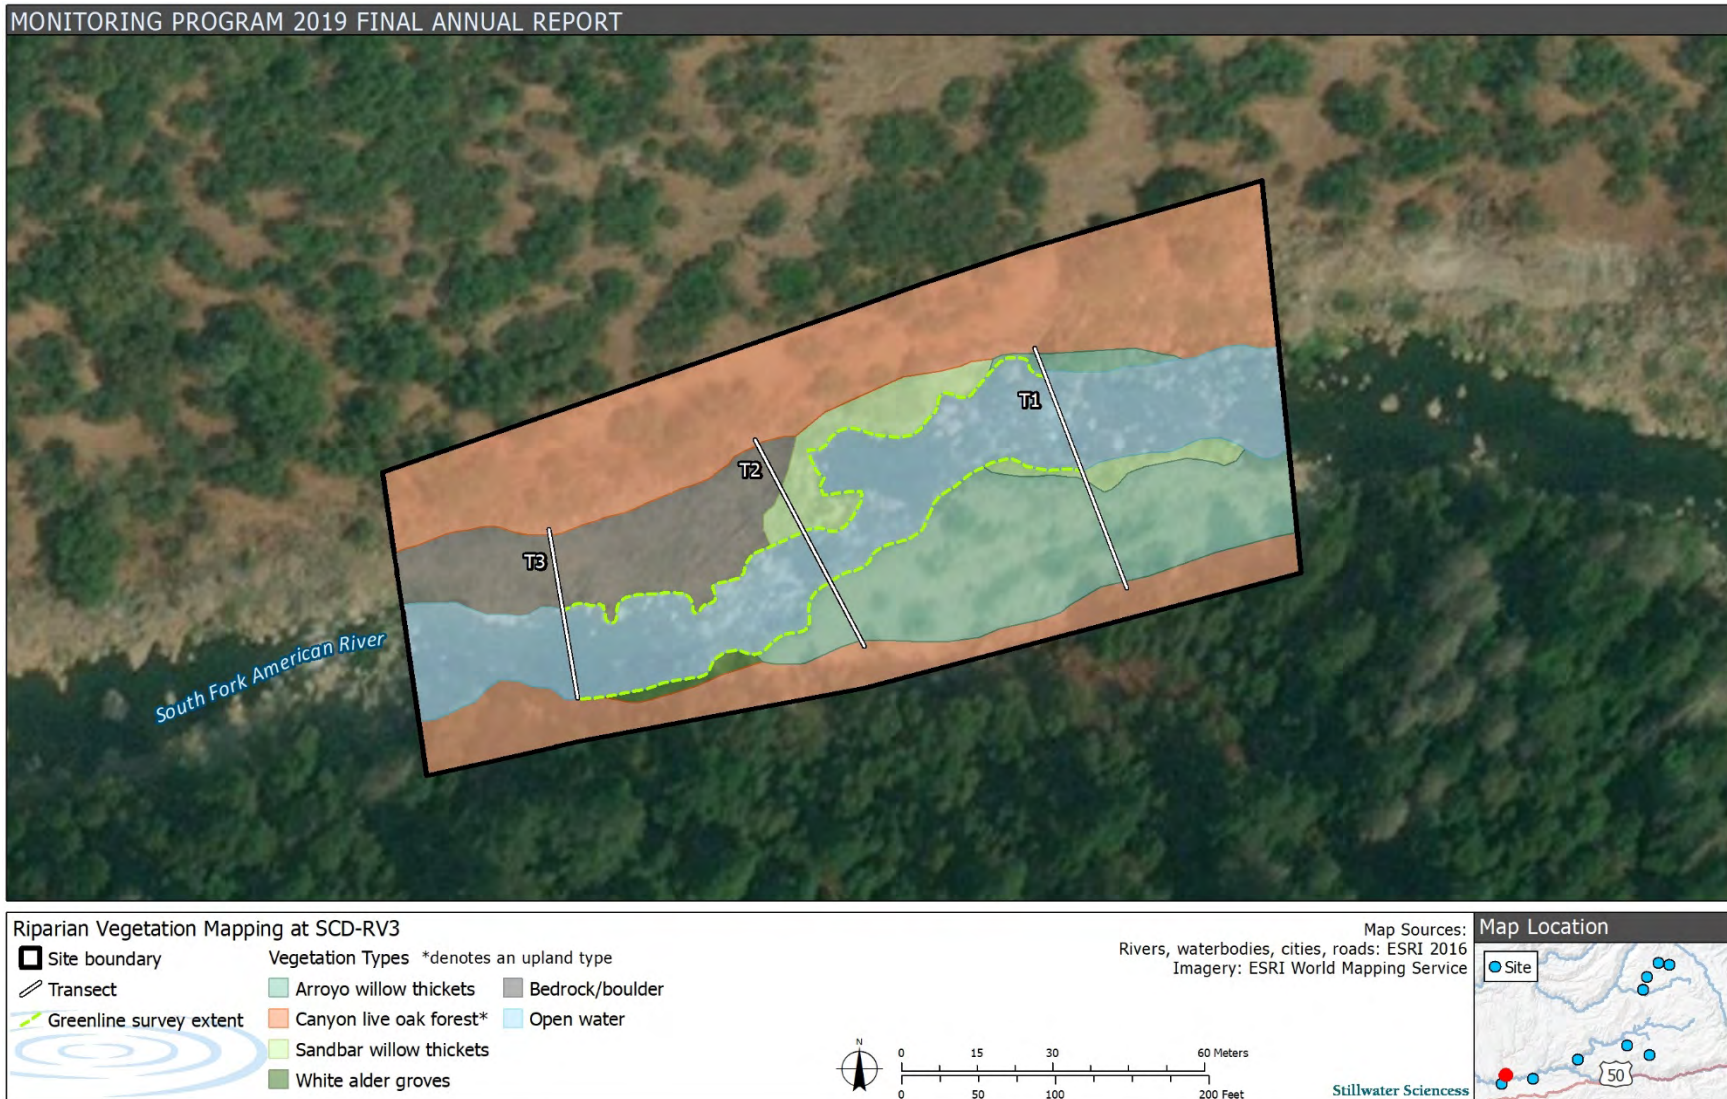 MONITORING PROGRAM 2019 FINAL ANNUAL REPORT
T1
T2
T3
South Fork American River
Riparian Vegetation Mapping at SCD-RV3
Site boundary
Transect
Greenline survey extent
Vegetation Types *denotes an upland type
Arroyo willow thickets
Canyon live oak forest*
Sandbar willow thickets
White alder groves
Bedrock/boulder
Open water
N
0 15 30 60 Meters
0 50 100 200 Feet
Map Sources:
Rivers, waterbodies, cities, roads: ESRI 2016
Imagery: ESRI World Mapping Service
Stillwater Sciencess
Map Location
Site
50